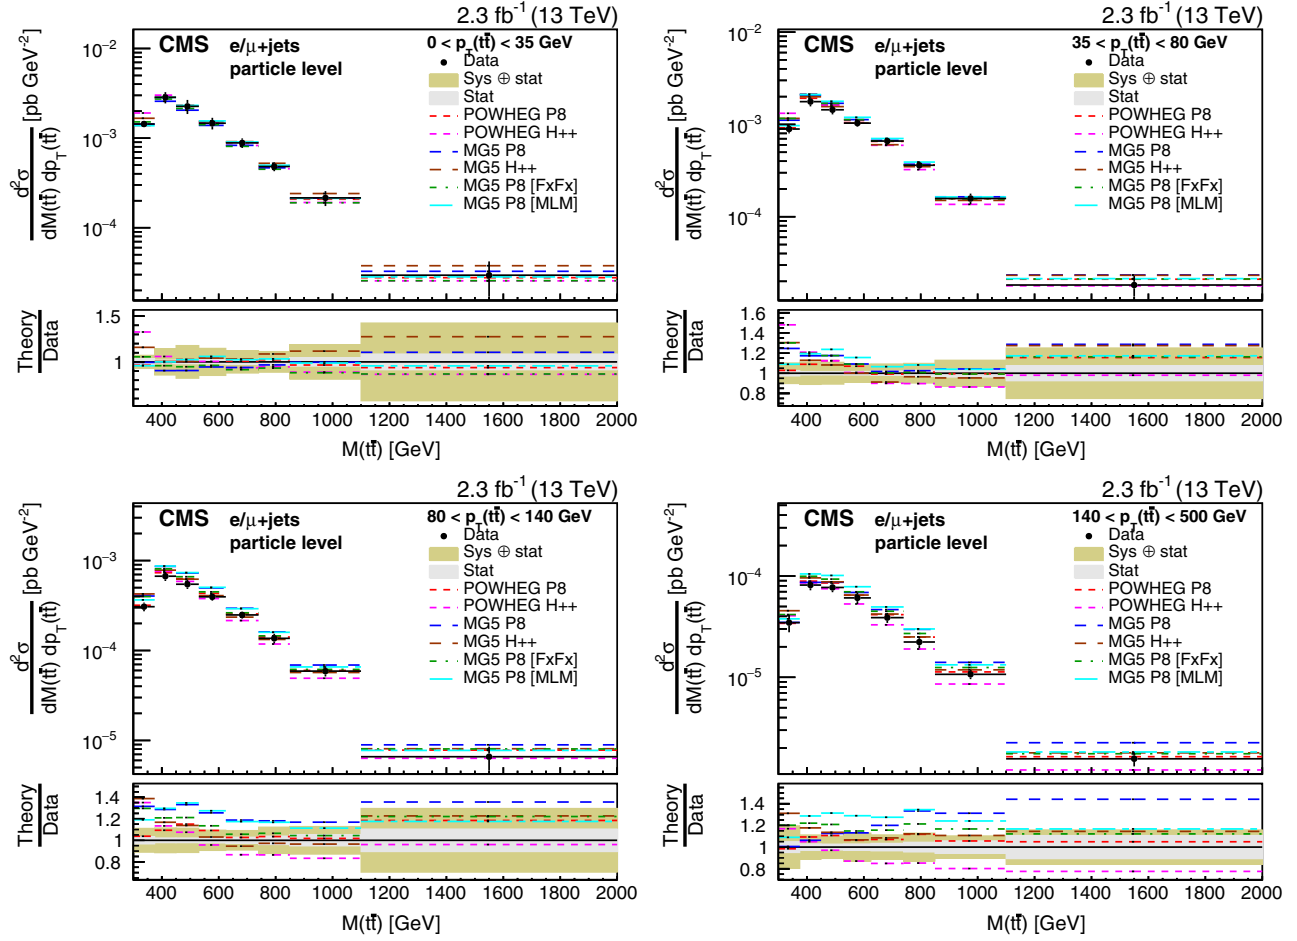 2.3 fb⁻¹ (13 TeV)
CMS e/μ+jets
particle level
0 < p_T(tt̄) < 35 GeV
Data
Sys ⊕ stat
Stat
POWHEG P8
POWHEG H++
MG5 P8
MG5 H++
MG5 P8 [FxFx]
MG5 P8 [MLM]
d²σ / dM(tt̄) dp_T(tt̄) [pb GeV⁻²]
10⁻²
10⁻³
10⁻⁴
Theory / Data
1.5
1
200 400 600 800 1000 1200 1400 1600 1800 2000
M(tt̄) [GeV]
2.3 fb⁻¹ (13 TeV)
CMS e/μ+jets
particle level
35 < p_T(tt̄) < 80 GeV
Data
Sys ⊕ stat
Stat
POWHEG P8
POWHEG H++
MG5 P8
MG5 H++
MG5 P8 [FxFx]
MG5 P8 [MLM]
d²σ / dM(tt̄) dp_T(tt̄) [pb GeV⁻²]
10⁻²
10⁻³
10⁻⁴
Theory / Data
1.6
1.4
1.2
1
0.8
400 600 800 1000 1200 1400 1600 1800 2000
M(tt̄) [GeV]
2.3 fb⁻¹ (13 TeV)
CMS e/μ+jets
particle level
80 < p_T(tt̄) < 140 GeV
Data
Sys ⊕ stat
Stat
POWHEG P8
POWHEG H++
MG5 P8
MG5 H++
MG5 P8 [FxFx]
MG5 P8 [MLM]
d²σ / dM(tt̄) dp_T(tt̄) [pb GeV⁻²]
10⁻³
10⁻⁴
10⁻⁵
Theory / Data
1.4
1.2
1
0.8
400 600 800 1000 1200 1400 1600 1800 2000
M(tt̄) [GeV]
2.3 fb⁻¹ (13 TeV)
CMS e/μ+jets
particle level
140 < p_T(tt̄) < 500 GeV
Data
Sys ⊕ stat
Stat
POWHEG P8
POWHEG H++
MG5 P8
MG5 H++
MG5 P8 [FxFx]
MG5 P8 [MLM]
d²σ / dM(tt̄) dp_T(tt̄) [pb GeV⁻²]
10⁻⁴
10⁻⁵
Theory / Data
1.4
1.2
1
0.8
400 600 800 1000 1200 1400 1600 1800 2000
M(tt̄) [GeV]